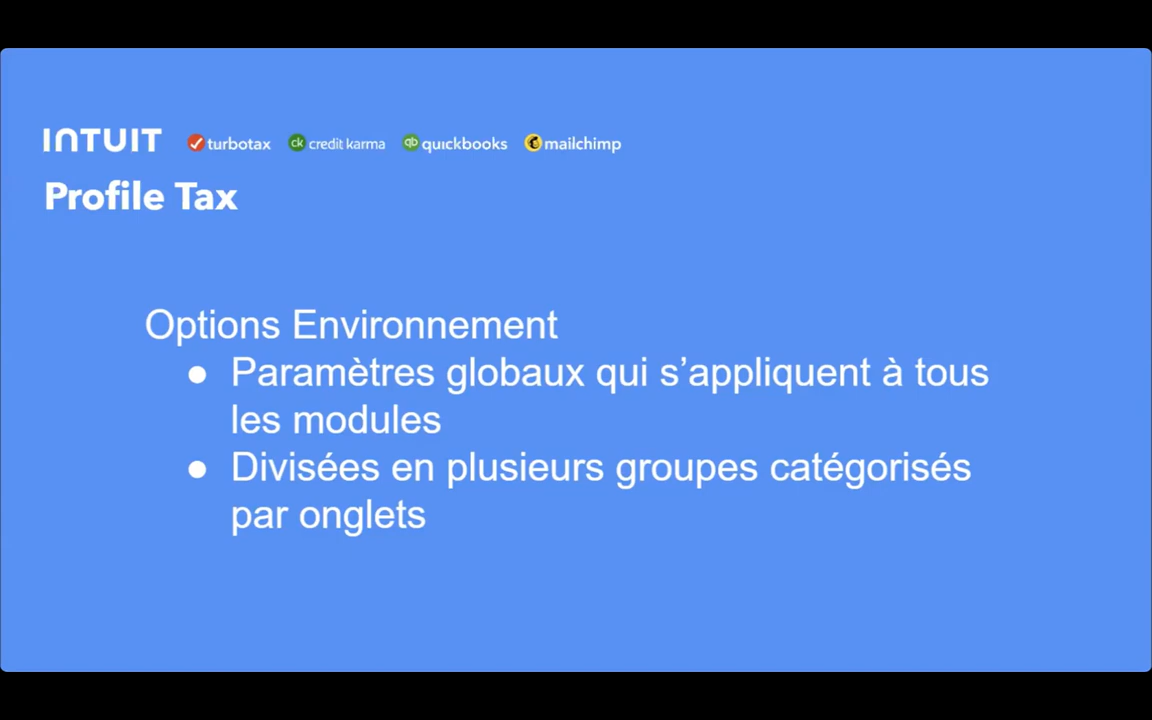 INTUIT turbotax ck credit karma qb quickbooks mailchimp
Profile Tax
Options Environnement
● Paramètres globaux qui s’appliquent à tous
les modules
● Divisées en plusieurs groupes catégorisés
par onglets